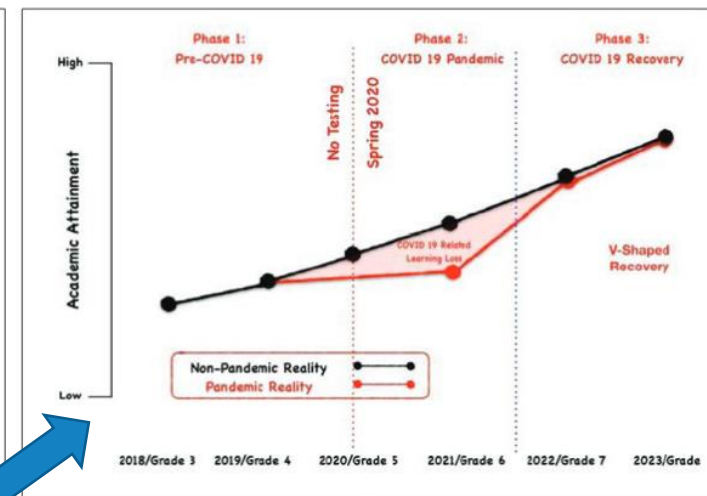 Phase 1:
Pre-COVID 19
Phase 2:
COVID 19 Pandemic
Phase 3:
COVID 19 Recovery
High
No Testing
Spring 2020
Academic Attainment
COVID 19 Related
Learning Loss
V-Shaped
Recovery
Non-Pandemic Reality
Pandemic Reality
Low
2018/Grade 3 2019/Grade 4 2020/Grade 5 2021/Grade 6 2022/Grade 7 2023/Grade